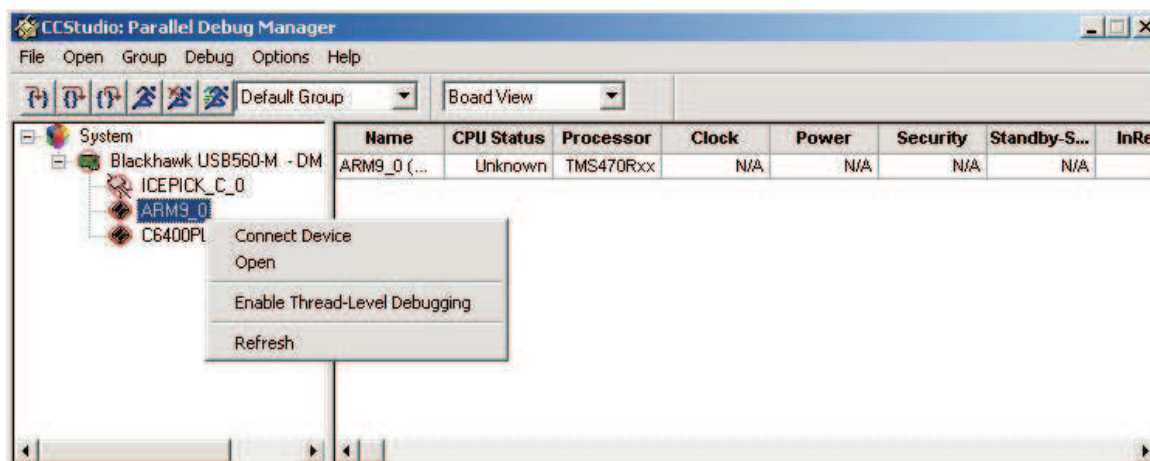 CCStudio: Parallel Debug Manager
File Open Group Debug Options Help
Default Group
Board View
System
Blackhawk USB560-M - DM
ICEPICK_C_0
ARM9_0
C6400PL
Name CPU Status Processor Clock Power Security Standby-S... InRe
ARM9_0 (... Unknown TMS470Rxx N/A N/A N/A N/A
Connect Device
Open
Enable Thread-Level Debugging
Refresh